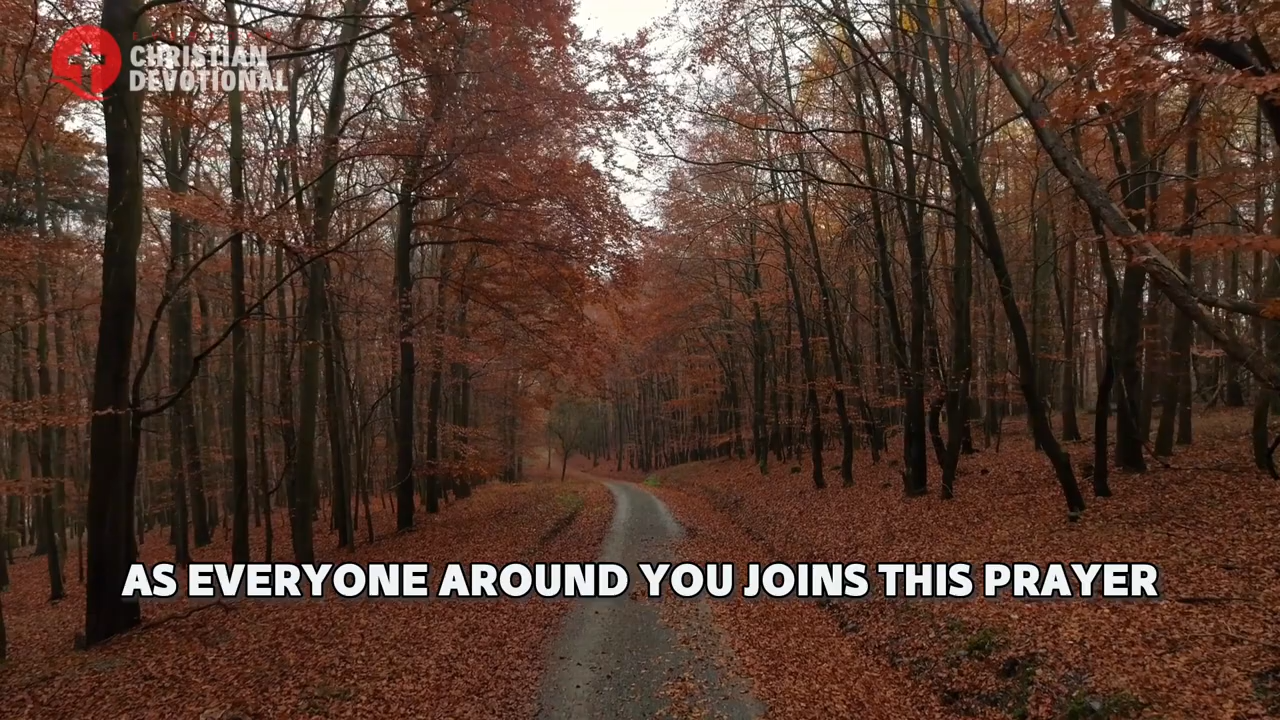 CHRISTIAN
DEVOTIONAL
AS EVERYONE AROUND YOU JOINS THIS PRAYER